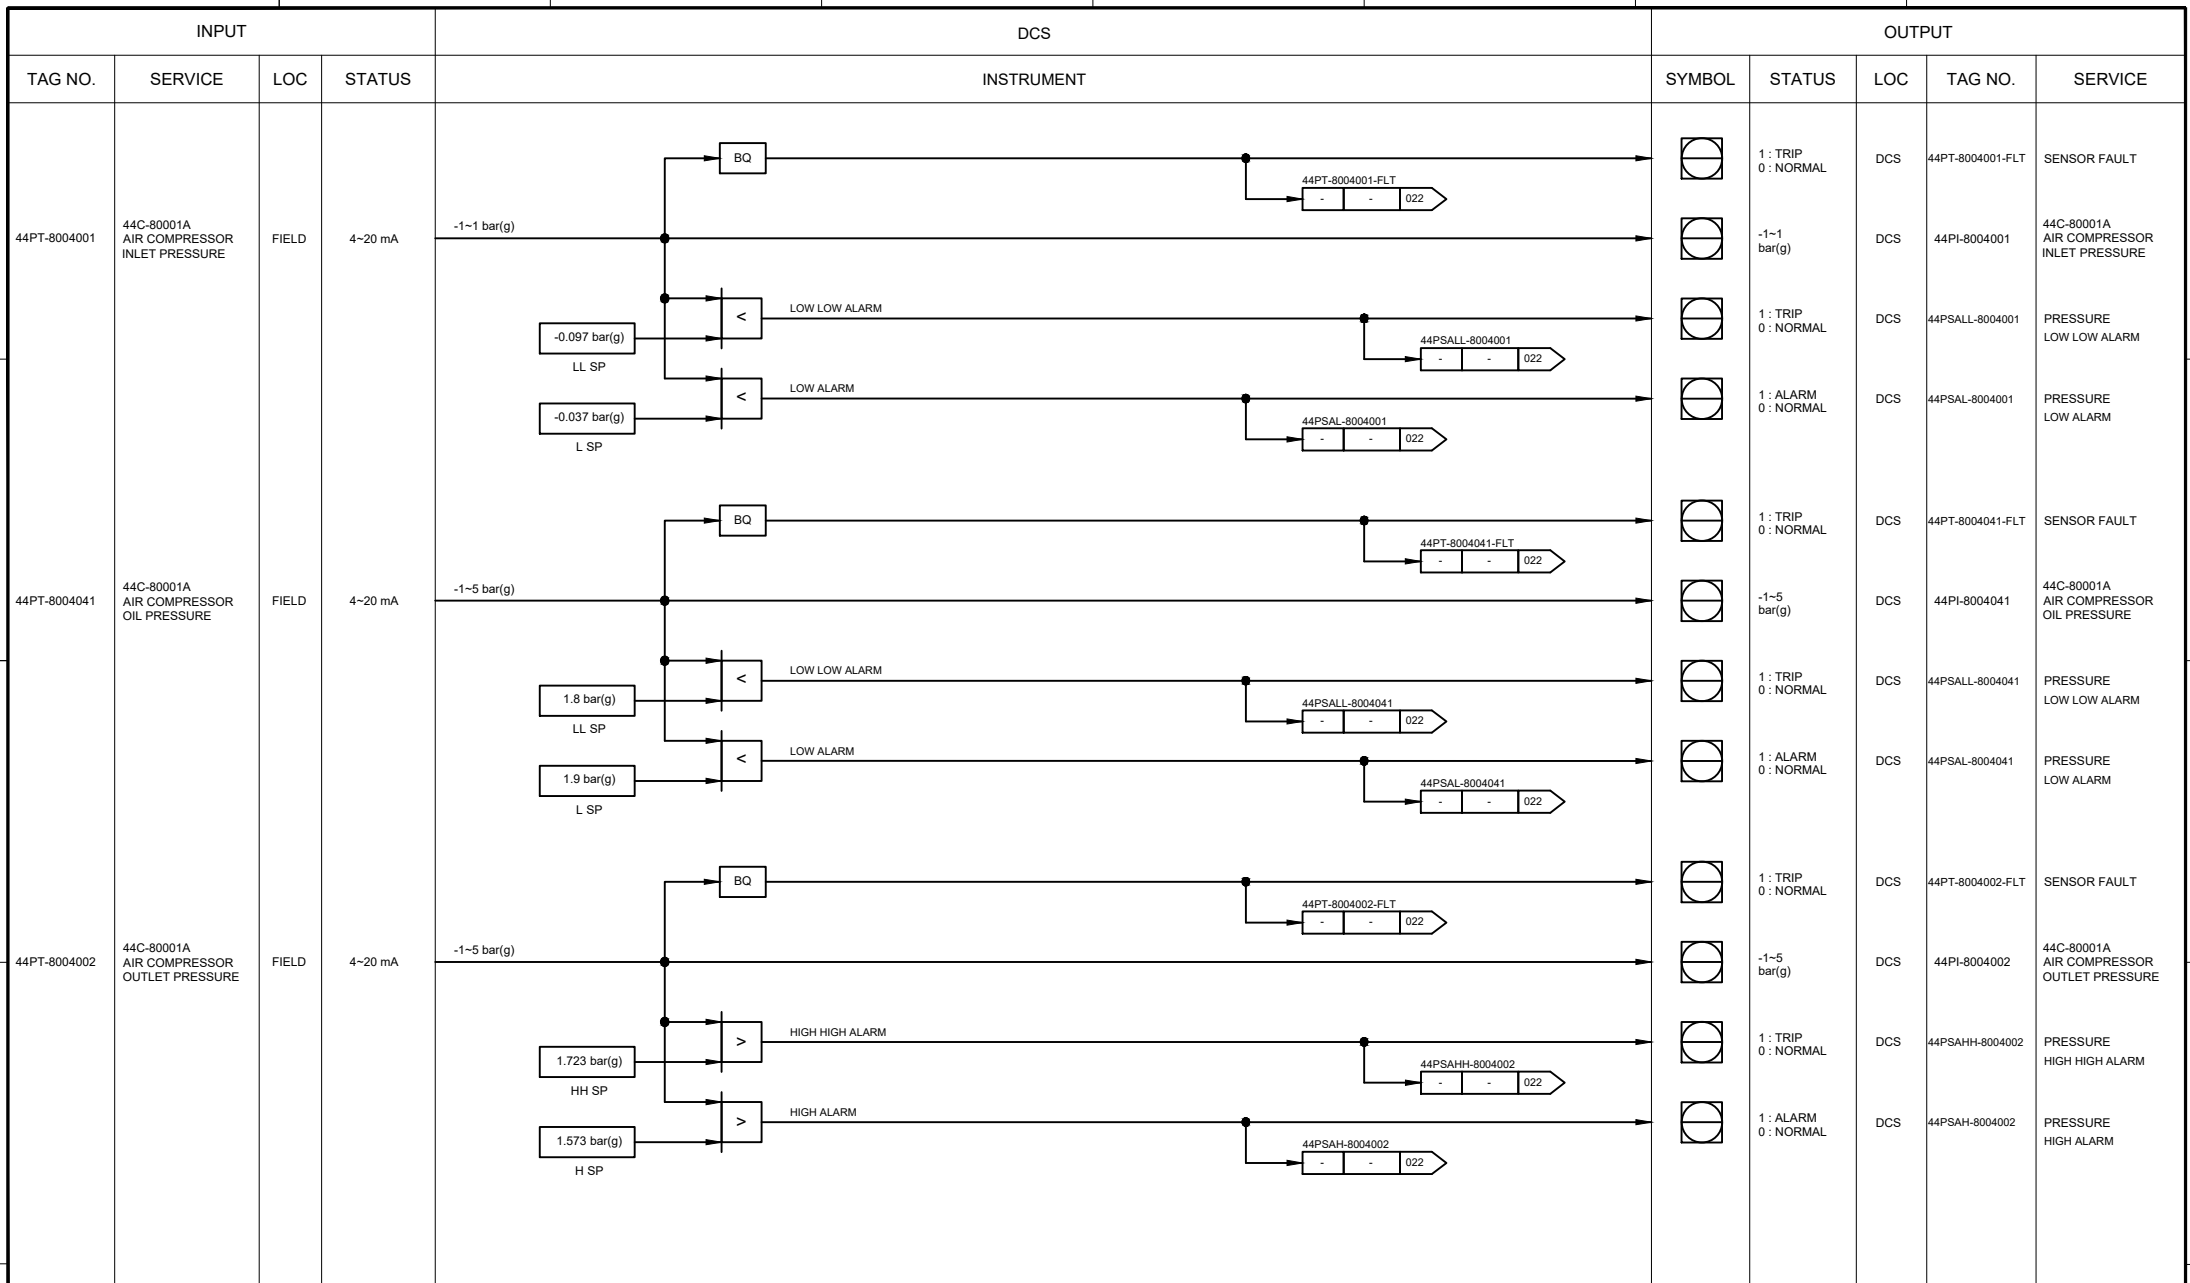 INPUT
DCS
OUTPUT
TAG NO.
SERVICE
LOC
STATUS
INSTRUMENT
SYMBOL
STATUS
LOC
TAG NO.
SERVICE
44PT-8004001
44C-80001A
AIR COMPRESSOR
INLET PRESSURE
FIELD
4~20 mA
-1~1 bar(g)
BQ
44PT-8004001-FLT
- - 022
1 : TRIP
0 : NORMAL
DCS
44PT-8004001-FLT
SENSOR FAULT
-1~1
bar(g)
DCS
44PI-8004001
44C-80001A
AIR COMPRESSOR
INLET PRESSURE
-0.097 bar(g)
LL SP
<
LOW LOW ALARM
44PSALL-8004001
- - 022
1 : TRIP
0 : NORMAL
DCS
44PSALL-8004001
PRESSURE
LOW LOW ALARM
-0.037 bar(g)
L SP
<
LOW ALARM
44PSAL-8004001
- - 022
1 : ALARM
0 : NORMAL
DCS
44PSAL-8004001
PRESSURE
LOW ALARM
44PT-8004041
44C-80001A
AIR COMPRESSOR
OIL PRESSURE
FIELD
4~20 mA
-1~5 bar(g)
BQ
44PT-8004041-FLT
- - 022
1 : TRIP
0 : NORMAL
DCS
44PT-8004041-FLT
SENSOR FAULT
-1~5
bar(g)
DCS
44PI-8004041
44C-80001A
AIR COMPRESSOR
OIL PRESSURE
1.8 bar(g)
LL SP
<
LOW LOW ALARM
44PSALL-8004041
- - 022
1 : TRIP
0 : NORMAL
DCS
44PSALL-8004041
PRESSURE
LOW LOW ALARM
1.9 bar(g)
L SP
<
LOW ALARM
44PSAL-8004041
- - 022
1 : ALARM
0 : NORMAL
DCS
44PSAL-8004041
PRESSURE
LOW ALARM
44PT-8004002
44C-80001A
AIR COMPRESSOR
OUTLET PRESSURE
FIELD
4~20 mA
-1~5 bar(g)
BQ
44PT-8004002-FLT
- - 022
1 : TRIP
0 : NORMAL
DCS
44PT-8004002-FLT
SENSOR FAULT
-1~5
bar(g)
DCS
44PI-8004002
44C-80001A
AIR COMPRESSOR
OUTLET PRESSURE
1.723 bar(g)
HH SP
>
HIGH HIGH ALARM
44PSAHH-8004002
- - 022
1 : TRIP
0 : NORMAL
DCS
44PSAHH-8004002
PRESSURE
HIGH HIGH ALARM
1.573 bar(g)
H SP
>
HIGH ALARM
44PSAH-8004002
- - 022
1 : ALARM
0 : NORMAL
DCS
44PSAH-8004002
PRESSURE
HIGH ALARM